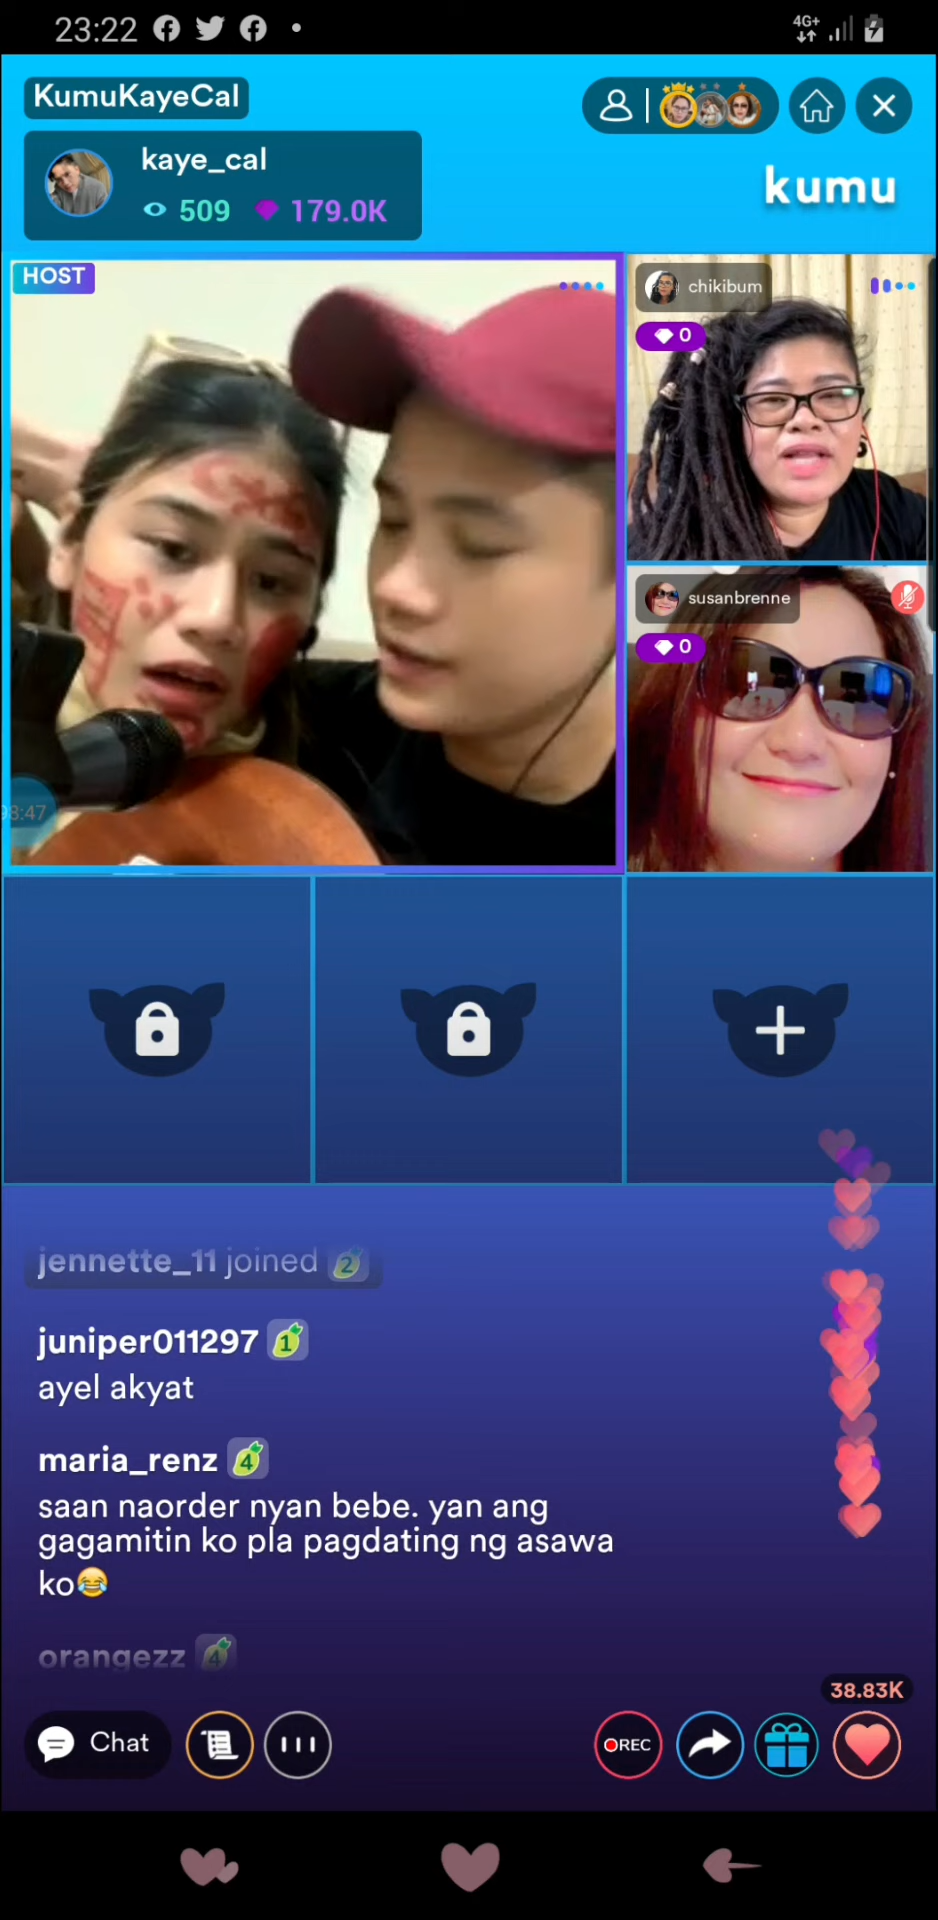 23:22
4G+
KumuKayeCal
kaye_cal
509 179.0K
kumu
HOST
chikibum
0
susanbrenne
0
8:47
jennette_11 joined 2
juniper011297 1
ayel akyat
maria_renz 4
saan naorder nyan bebe. yan ang
gagamitin ko pla pagdating ng asawa
ko😂
orangezz 4
38.83K
Chat
REC